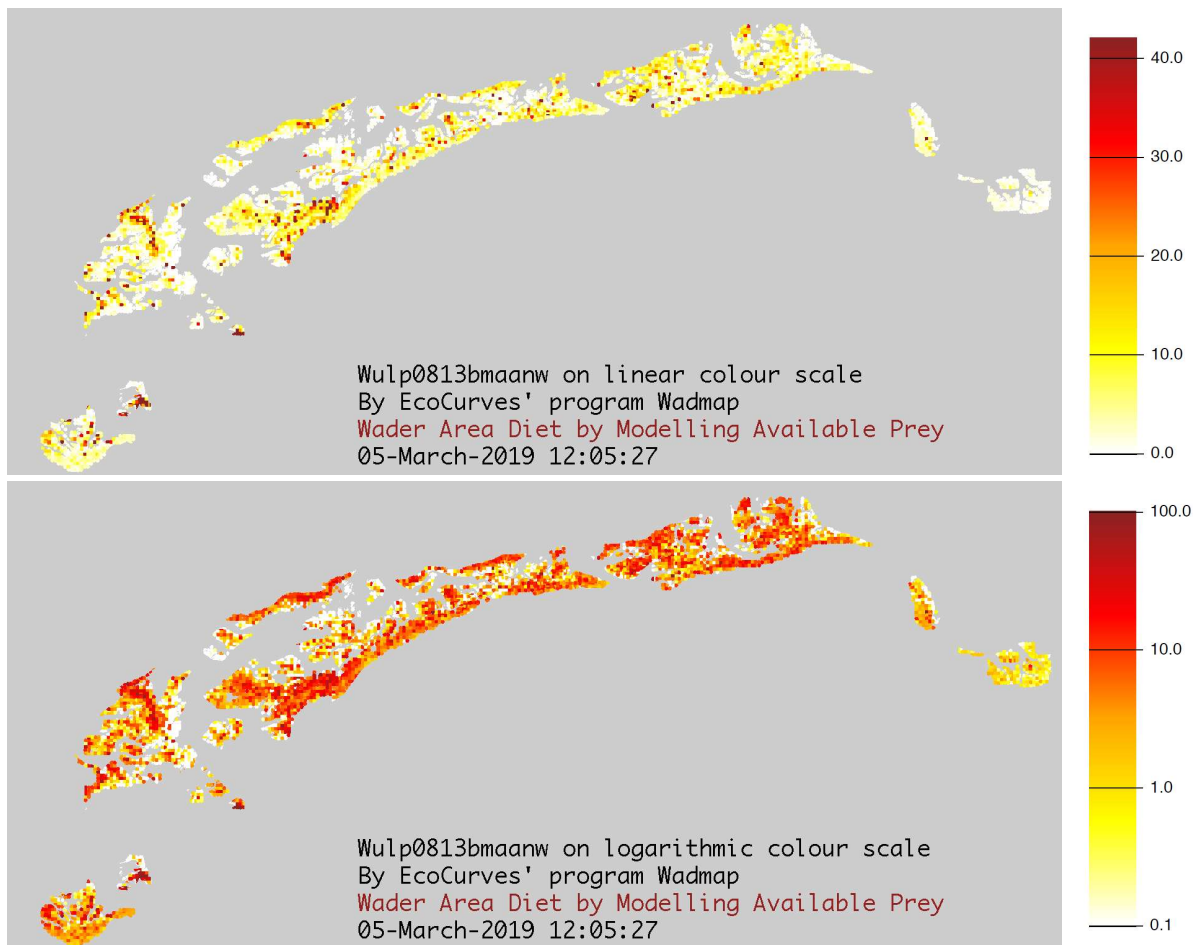 40.0
30.0
20.0
10.0
0.0
Wulp0813bmaanw on linear colour scale
By EcoCurves' program Wadmap
Wader Area Diet by Modelling Available Prey
05-March-2019 12:05:27
100.0
10.0
1.0
0.1
Wulp0813bmaanw on logarithmic colour scale
By EcoCurves' program Wadmap
Wader Area Diet by Modelling Available Prey
05-March-2019 12:05:27